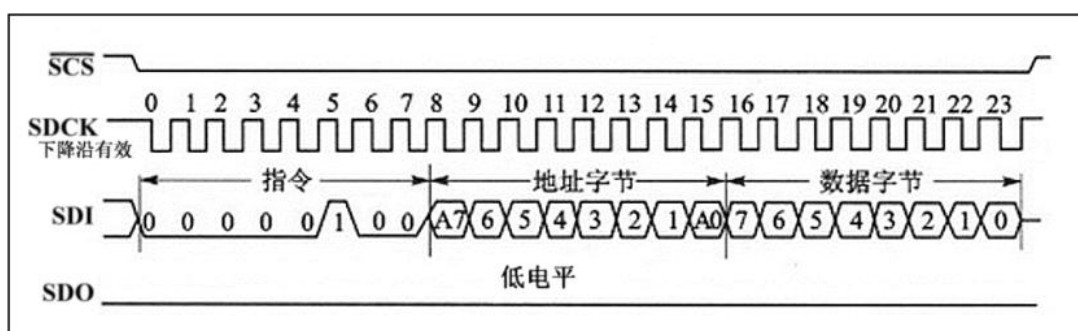 SCS
0 1 2 3 4 5 6 7 8 9 10 11 12 13 14 15 16 17 18 19 20 21 22 23
SDCK
下降沿有效
指令 地址字节 数据字节
SDI 0 0 0 0 0 1 0 0 A7 6 5 4 3 2 1 A0 7 6 5 4 3 2 1 0
低电平
SDO